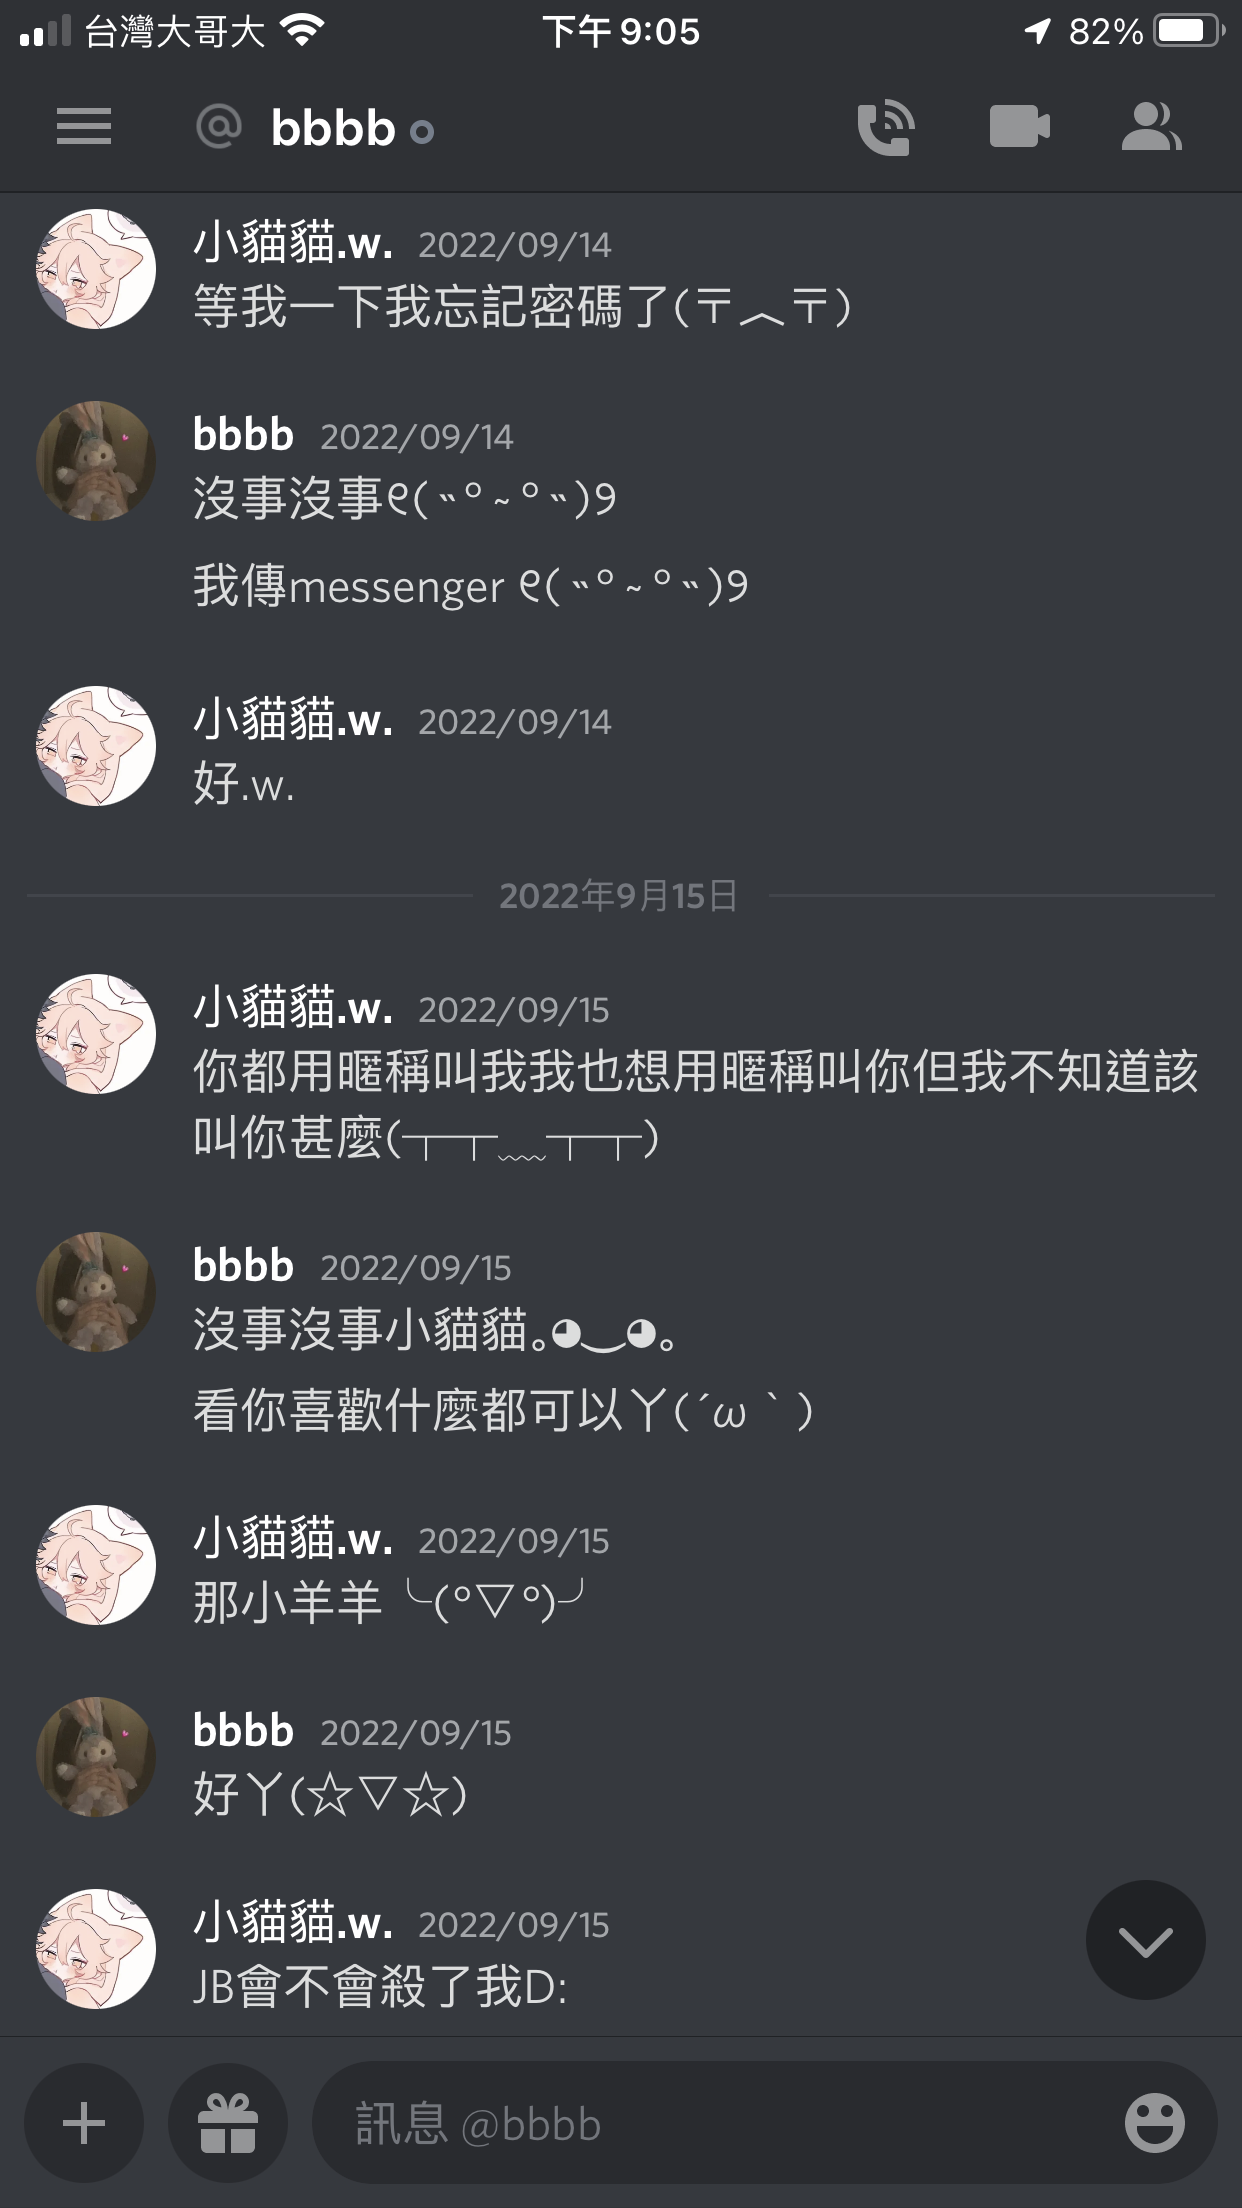 台灣大哥大 下午 9:05 82%
@ bbbb
小貓貓.w. 2022/09/14
等我一下我忘記密碼了(〒︿〒)
bbbb 2022/09/14
沒事沒事ლ(˵°~°˵)9
我傳messenger ლ(˵°~°˵)9
小貓貓.w. 2022/09/14
好.w.
2022年9月15日
小貓貓.w. 2022/09/15
你都用暱稱叫我我也想用暱稱叫你但我不知道該
叫你甚麼(┬┬﹏┬┬)
bbbb 2022/09/15
沒事沒事小貓貓｡◕‿◕｡
看你喜歡什麼都可以丫(´ω｀)
小貓貓.w. 2022/09/15
那小羊羊╰(°▽°)╯
bbbb 2022/09/15
好丫(☆▽☆)
小貓貓.w. 2022/09/15
JB會不會殺了我D:
訊息 @bbbb